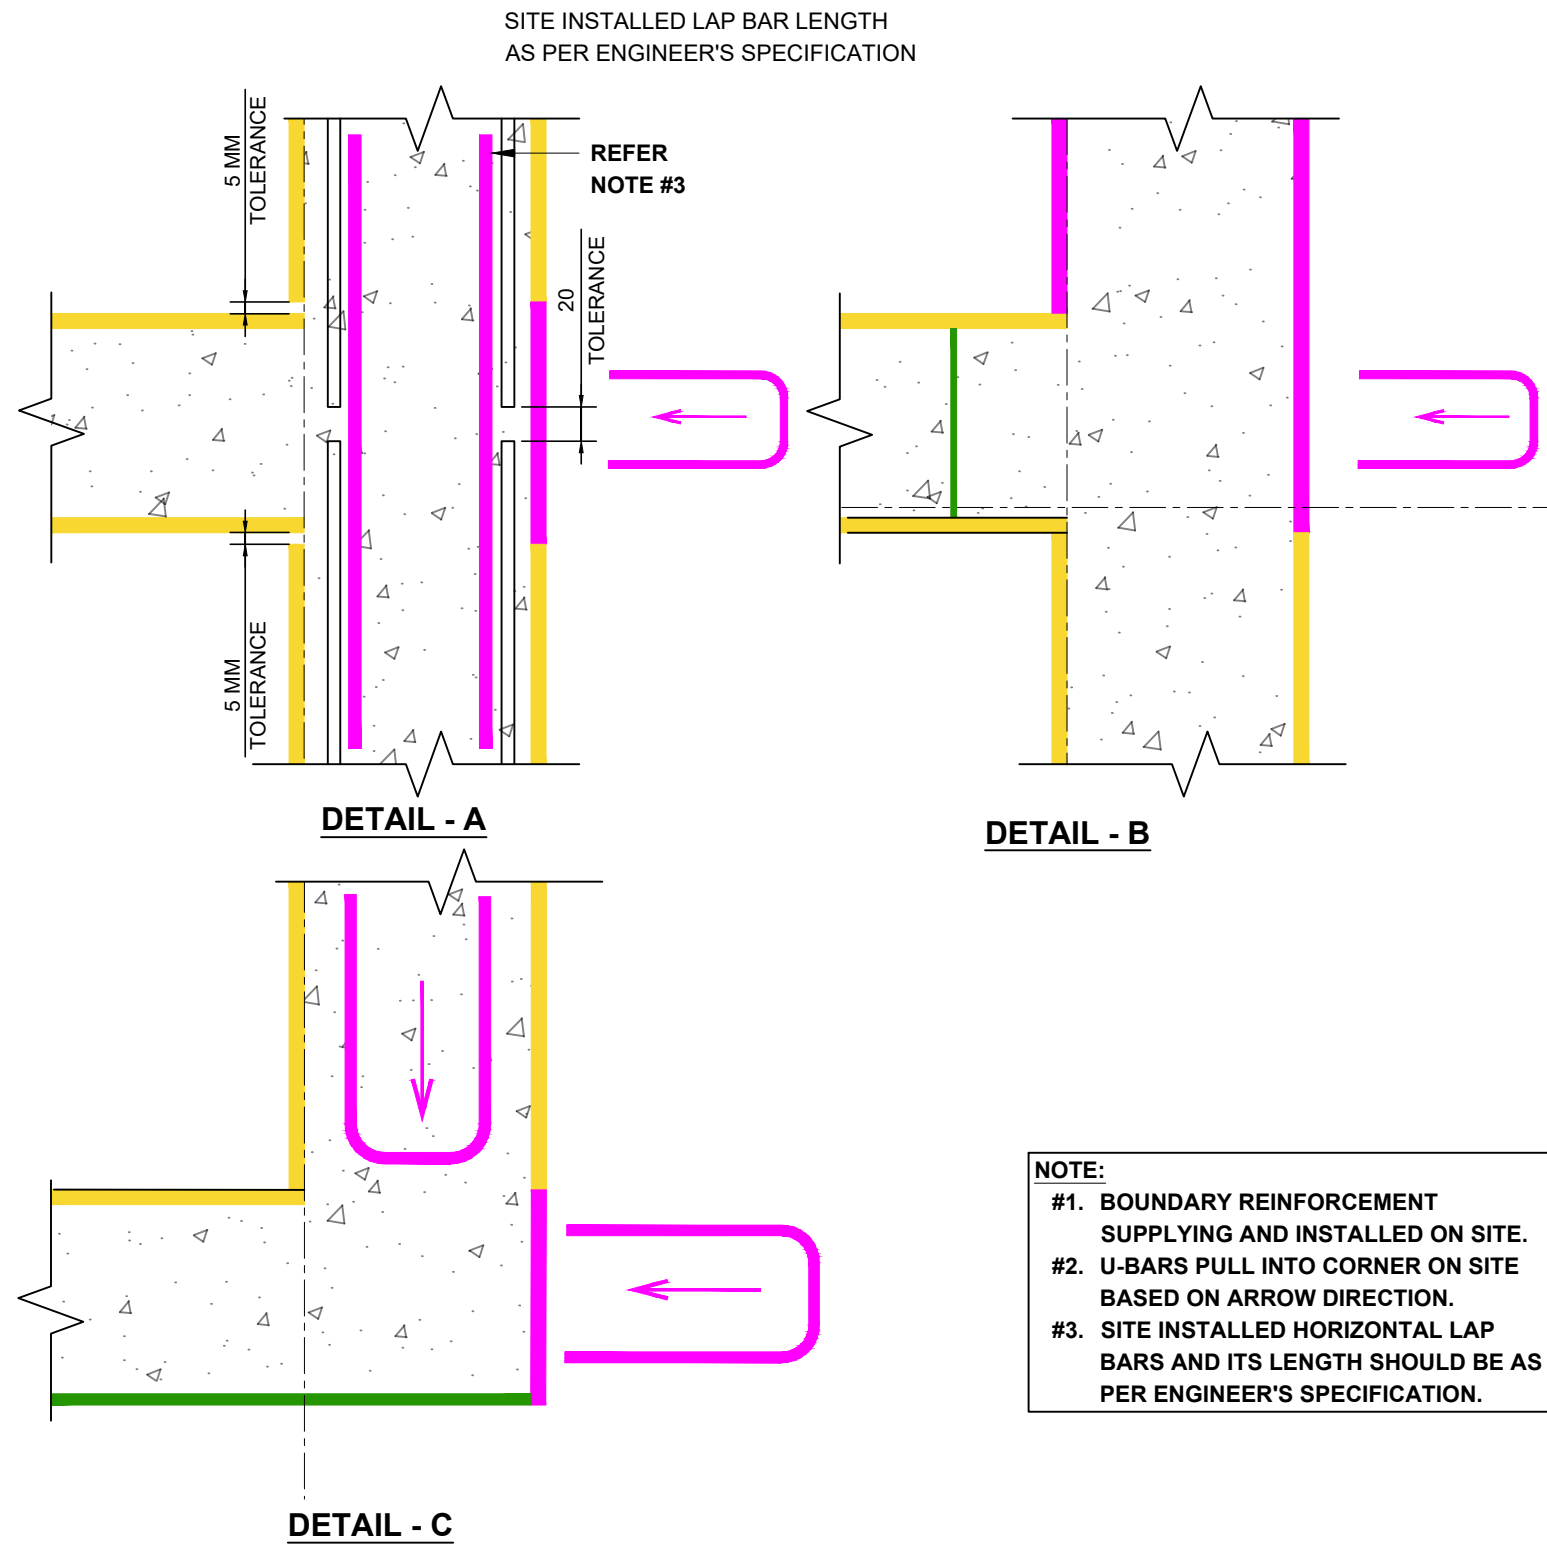 SITE INSTALLED LAP BAR LENGTH
AS PER ENGINEER'S SPECIFICATION
5 MM
TOLERANCE
REFER
NOTE #3
20
TOLERANCE
5 MM
TOLERANCE
DETAIL - A
DETAIL - B
NOTE:
#1. BOUNDARY REINFORCEMENT
SUPPLYING AND INSTALLED ON SITE.
#2. U-BARS PULL INTO CORNER ON SITE
BASED ON ARROW DIRECTION.
#3. SITE INSTALLED HORIZONTAL LAP
BARS AND ITS LENGTH SHOULD BE AS
PER ENGINEER'S SPECIFICATION.
DETAIL - C